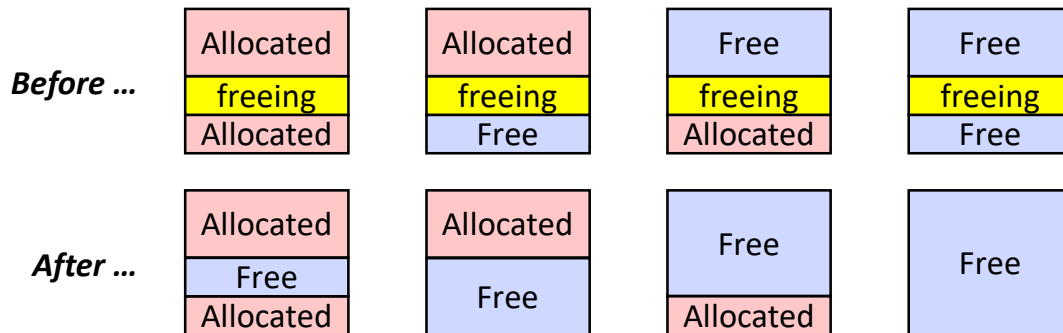 Allocated Allocated Free Free
Before … freeing freeing freeing freeing
Allocated Free Allocated Free
Allocated Allocated Free Free
After … Free Free
Allocated Allocated